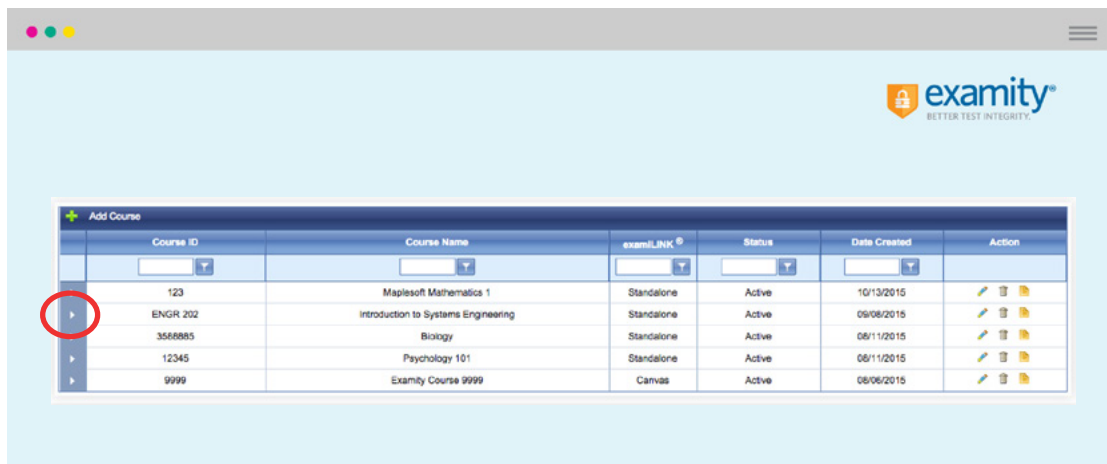 examity®
BETTER TEST INTEGRITY.
Add Course
Course ID Course Name examiLINK® Status Date Created Action
123 Maplesoft Mathematics 1 Standalone Active 10/13/2015
ENGR 202 Introduction to Systems Engineering Standalone Active 09/08/2015
3568885 Biology Standalone Active 08/11/2015
12345 Psychology 101 Standalone Active 08/11/2015
9999 Examity Course 9999 Canvas Active 08/06/2015